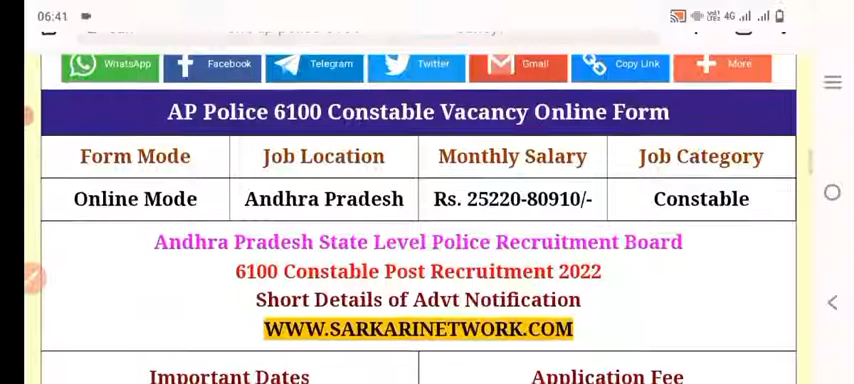 06:41
4G
WhatsApp Facebook Telegram Twitter Gmail Copy Link More
AP Police 6100 Constable Vacancy Online Form
Form Mode Job Location Monthly Salary Job Category
Online Mode Andhra Pradesh Rs. 25220-80910/- Constable
Andhra Pradesh State Level Police Recruitment Board
6100 Constable Post Recruitment 2022
Short Details of Advt Notification
WWW.SARKARINETWORK.COM
Important Dates Application Fee